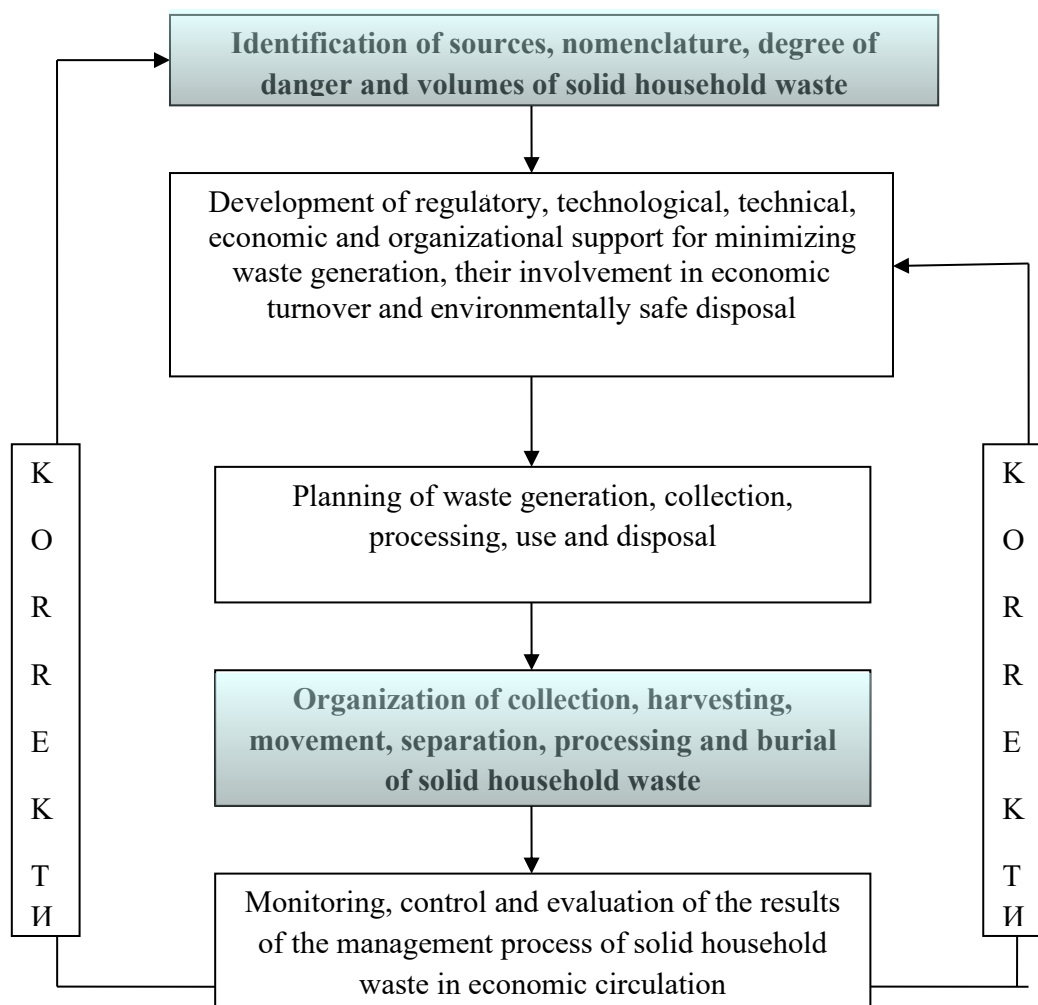 Identification of sources, nomenclature, degree of
danger and volumes of solid household waste
Development of regulatory, technological, technical,
economic and organizational support for minimizing
waste generation, their involvement in economic
turnover and environmentally safe disposal
Planning of waste generation, collection,
processing, use and disposal
Organization of collection, harvesting,
movement, separation, processing and burial
of solid household waste
Monitoring, control and evaluation of the results
of the management process of solid household
waste in economic circulation
K O R R E K T И
K O R R E K T И